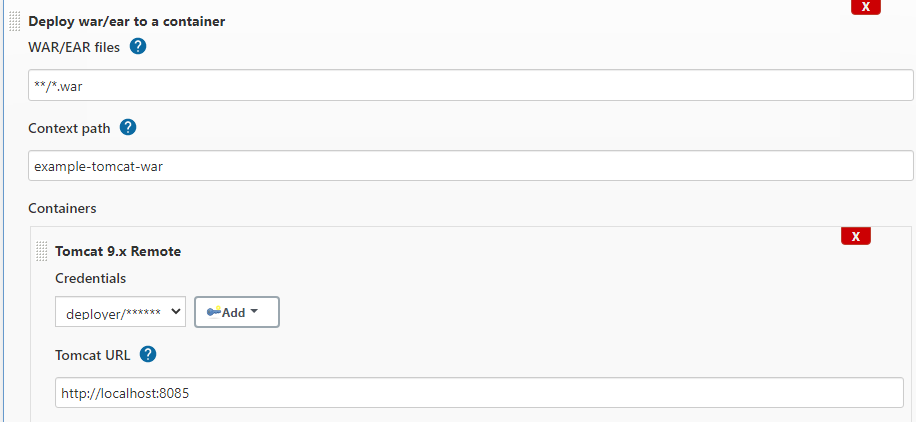 X
Deploy war/ear to a container
WAR/EAR files ?
**/*.war
Context path ?
example-tomcat-war
Containers
X
Tomcat 9.x Remote
Credentials
deployer/****** Add
Tomcat URL ?
http://localhost:8085